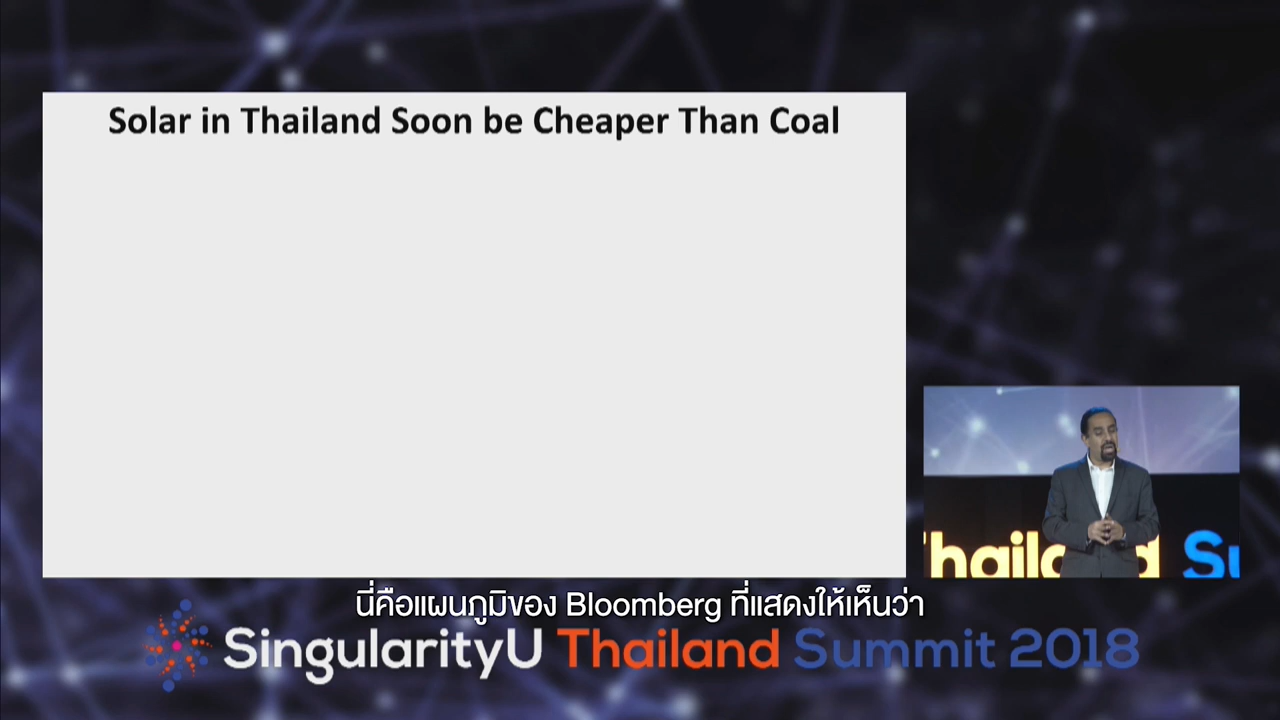 Solar in Thailand Soon be Cheaper Than Coal
Thailand Su
นี่คือแผนภูมิของ Bloomberg ที่แสดงให้เห็นว่า
SingularityU Thailand Summit 2018